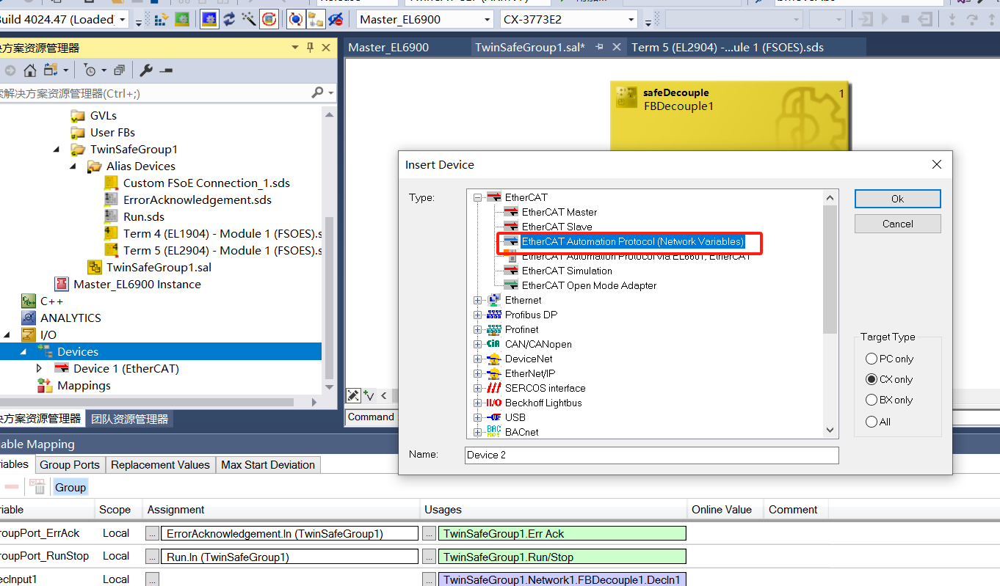 Build 4024.47 (Loaded)
Master_EL6900
CX-3773E2
决方案资源管理器
Master_EL6900
TwinSafeGroup1.sal*
Term 5 (EL2904) -...ule 1 (FSOES).sds
索解决方案资源管理器(Ctrl+;)
GVLs
User FBs
TwinSafeGroup1
Alias Devices
Custom FSoE Connection_1.sds
ErrorAcknowledgement.sds
Run.sds
Term 4 (EL1904) - Module 1 (FSOES).s
Term 5 (EL2904) - Module 1 (FSOES).s
TwinSafeGroup1.sal
Master_EL6900 Instance
C++
ANALYTICS
I/O
Devices
Device 1 (EtherCAT)
Mappings
决方案资源管理器
团队资源管理器
safeDecouple
FBDecouple1
1
Command
Insert Device
Type:
EtherCAT
EtherCAT Master
EtherCAT Slave
EtherCAT Automation Protocol (Network Variables)
EtherCAT Automation Protocol via EL6601, EtherCAT
EtherCAT Simulation
EtherCAT Open Mode Adapter
Ethernet
Profibus DP
Profinet
CAN/CANopen
DeviceNet
EtherNet/IP
SERCOS interface
Beckhoff Lightbus
USB
BACnet
Ok
Cancel
Target Type
PC only
CX only
BX only
All
Name:
Device 2
able Mapping
riables
Group Ports
Replacement Values
Max Start Deviation
Group
riable
Scope
Assignment
Usages
Online Value
Comment
roupPort_ErrAck
Local
...
ErrorAcknowledgement.In (TwinSafeGroup1)
...
TwinSafeGroup1.Err Ack
roupPort_RunStop
Local
...
Run.In (TwinSafeGroup1)
...
TwinSafeGroup1.Run/Stop
ecInput1
Local
...
...
TwinSafeGroup1.Network1.FBDecouple1.DecIn1